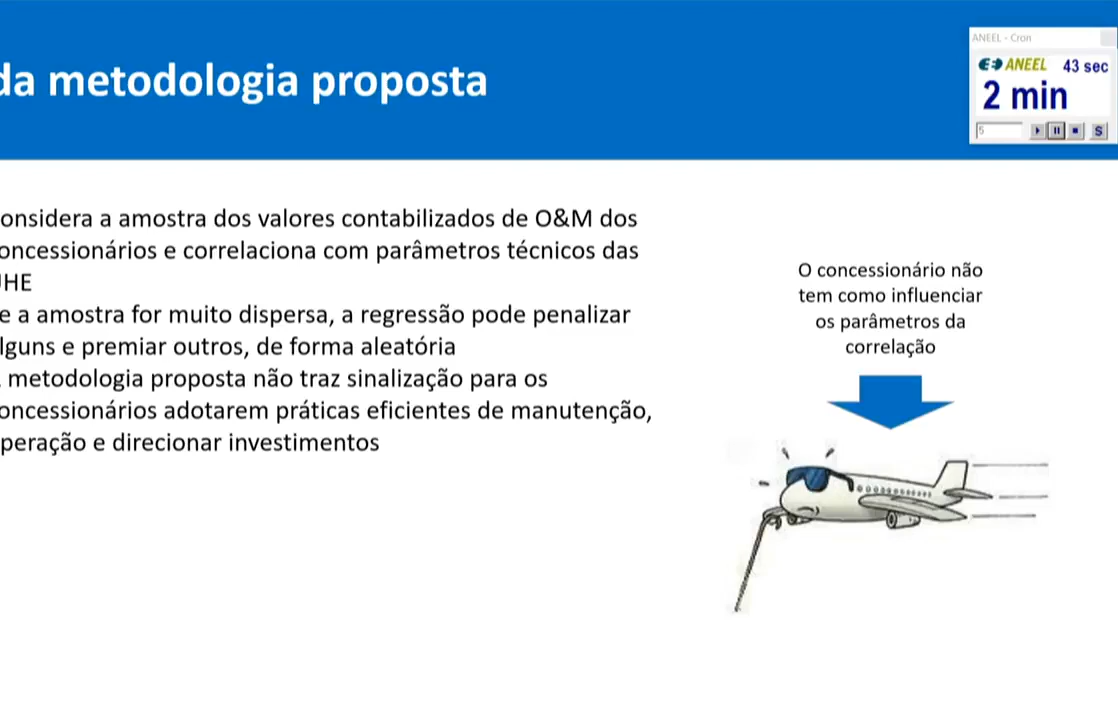 da metodologia proposta
ANEEL - Cron
ANEEL 43 sec
2 min
5
S
onsidera a amostra dos valores contabilizados de O&M dos
oncessionários e correlaciona com parâmetros técnicos das
UHE
e a amostra for muito dispersa, a regressão pode penalizar
lguns e premiar outros, de forma aleatória
metodologia proposta não traz sinalização para os
oncessionários adotarem práticas eficientes de manutenção,
peração e direcionar investimentos
O concessionário não
tem como influenciar
os parâmetros da
correlação